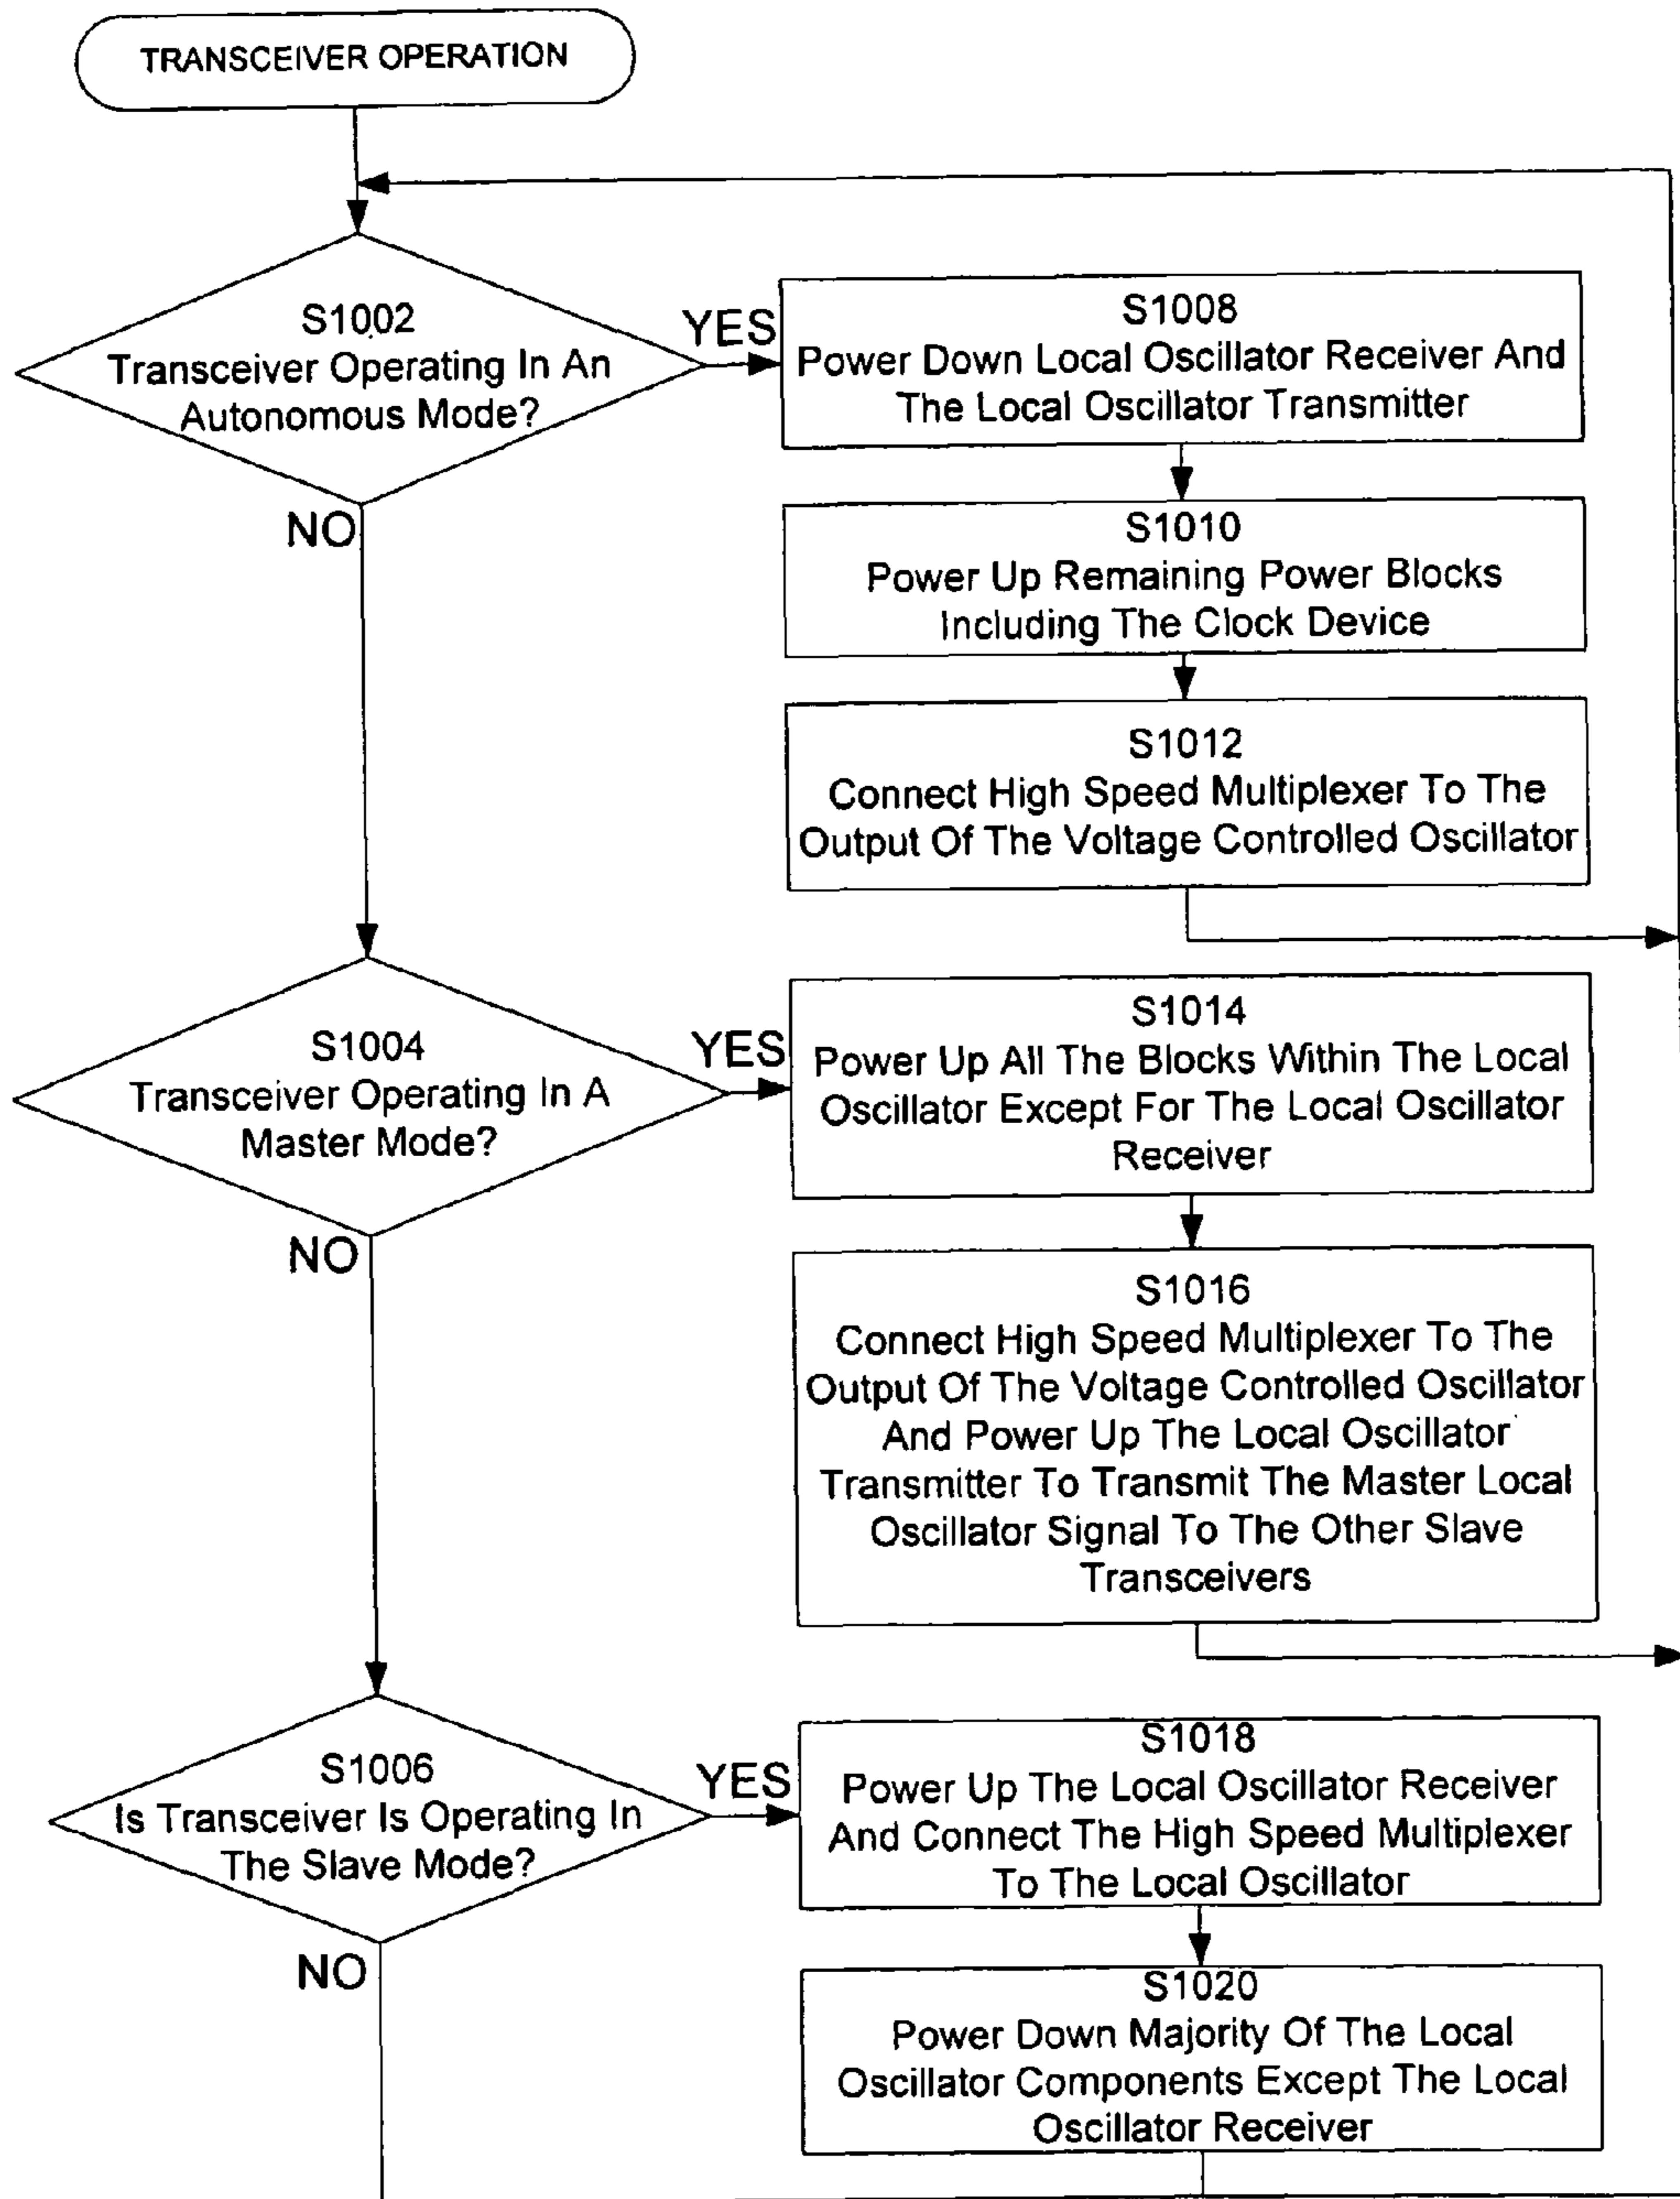 TRANSCEIVER OPERATION
S1002
Transceiver Operating In An
Autonomous Mode?
YES
NO
S1008
Power Down Local Oscillator Receiver And
The Local Oscillator Transmitter
S1010
Power Up Remaining Power Blocks
Including The Clock Device
S1012
Connect High Speed Multiplexer To The
Output Of The Voltage Controlled Oscillator
S1004
Transceiver Operating In A
Master Mode?
YES
NO
S1014
Power Up All The Blocks Within The Local
Oscillator Except For The Local Oscillator
Receiver
S1016
Connect High Speed Multiplexer To The
Output Of The Voltage Controlled Oscillator
And Power Up The Local Oscillator
Transmitter To Transmit The Master Local
Oscillator Signal To The Other Slave
Transceivers
S1006
Is Transceiver Is Operating In
The Slave Mode?
YES
NO
S1018
Power Up The Local Oscillator Receiver
And Connect The High Speed Multiplexer
To The Local Oscillator
S1020
Power Down Majority Of The Local
Oscillator Components Except The Local
Oscillator Receiver